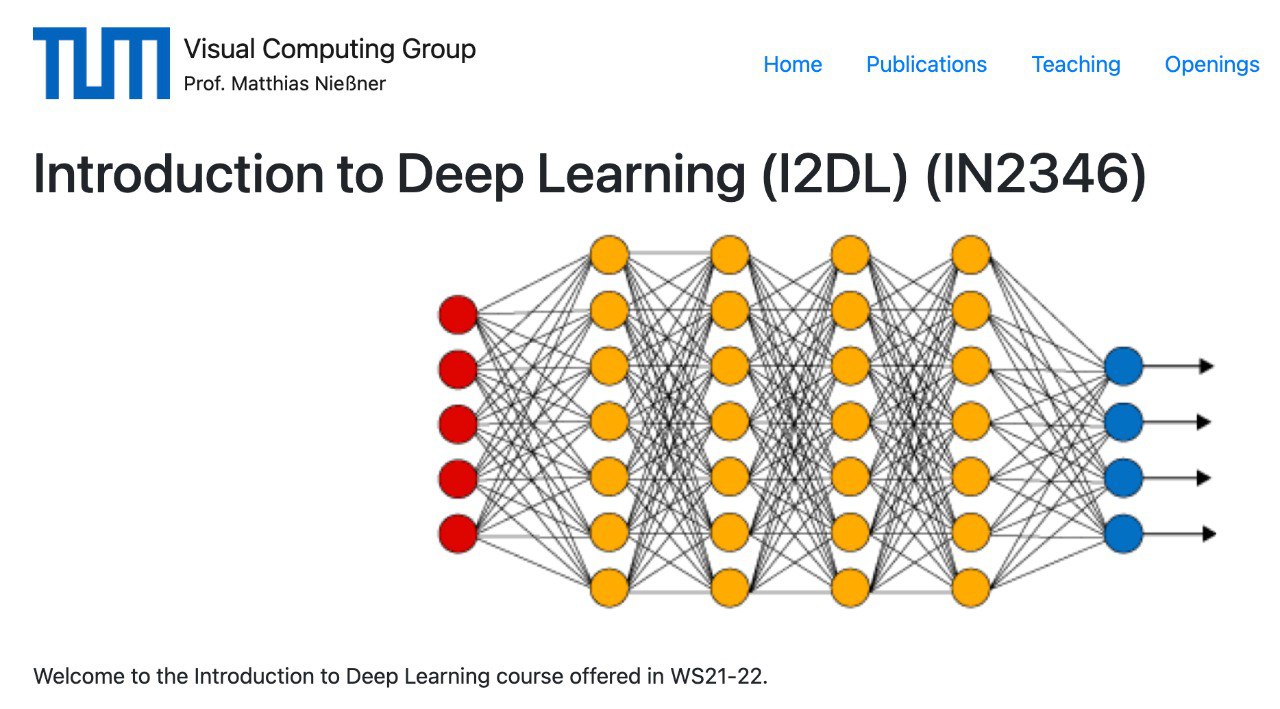 TUM
Visual Computing Group
Prof. Matthias Nießner
Home Publications Teaching Openings
Introduction to Deep Learning (I2DL) (IN2346)
Welcome to the Introduction to Deep Learning course offered in WS21-22.